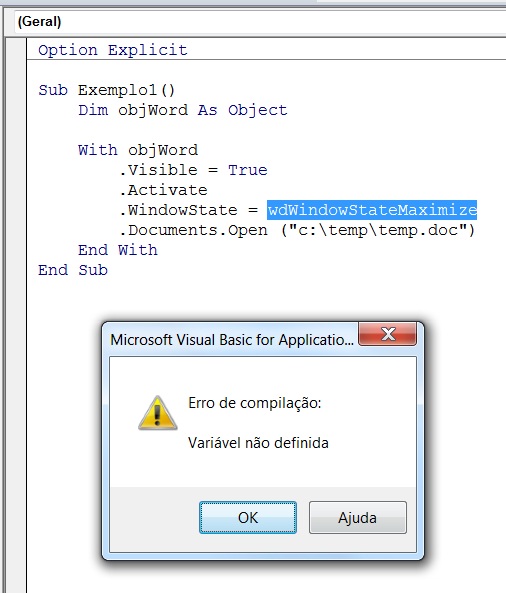 (Geral)
Option Explicit
Sub Exemplo1()
Dim objWord As Object
With objWord
.Visible = True
.Activate
.WindowState = wdWindowStateMaximize
.Documents.Open ("c:\temp\temp.doc")
End With
End Sub
Microsoft Visual Basic for Applicatio...
Erro de compilação:
Variável não definida
OK
Ajuda